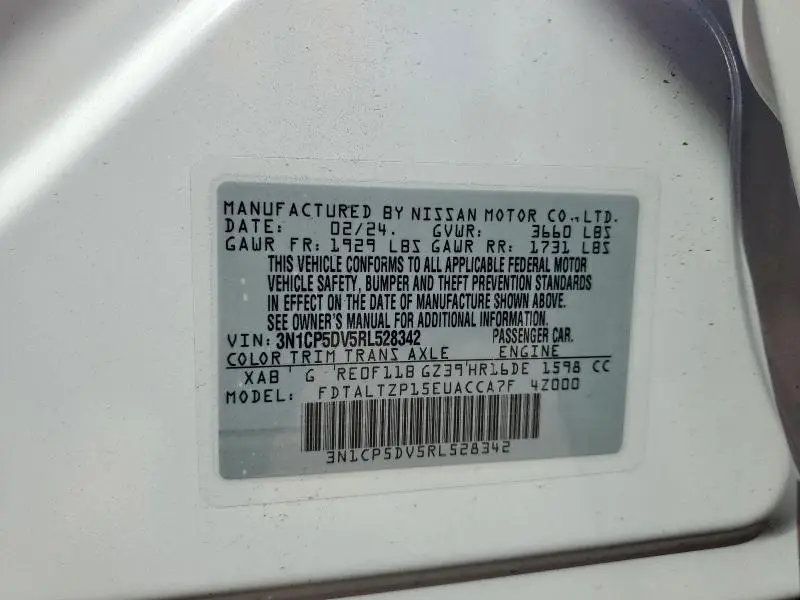 MANUFACTURED BY NISSAN MOTOR CO.,LTD.
DATE: 02/24. GVWR: 3660 LBS
GAWR FR: 1929 LBS GAWR RR: 1731 LBS
THIS VEHICLE CONFORMS TO ALL APPLICABLE FEDERAL MOTOR
VEHICLE SAFETY, BUMPER AND THEFT PREVENTION STANDARDS
IN EFFECT ON THE DATE OF MANUFACTURE SHOWN ABOVE.
SEE OWNER'S MANUAL FOR ADDITIONAL INFORMATION.
VIN: 3N1CP5DV5RL528342 PASSENGER CAR.
COLOR TRIM TRANS AXLE ENGINE
XAB G RE0F11B GZ39 HR16DE 1598 CC
MODEL: FDTALTZP15EUACCA7F 4Z000
3N1CP5DV5RL528342